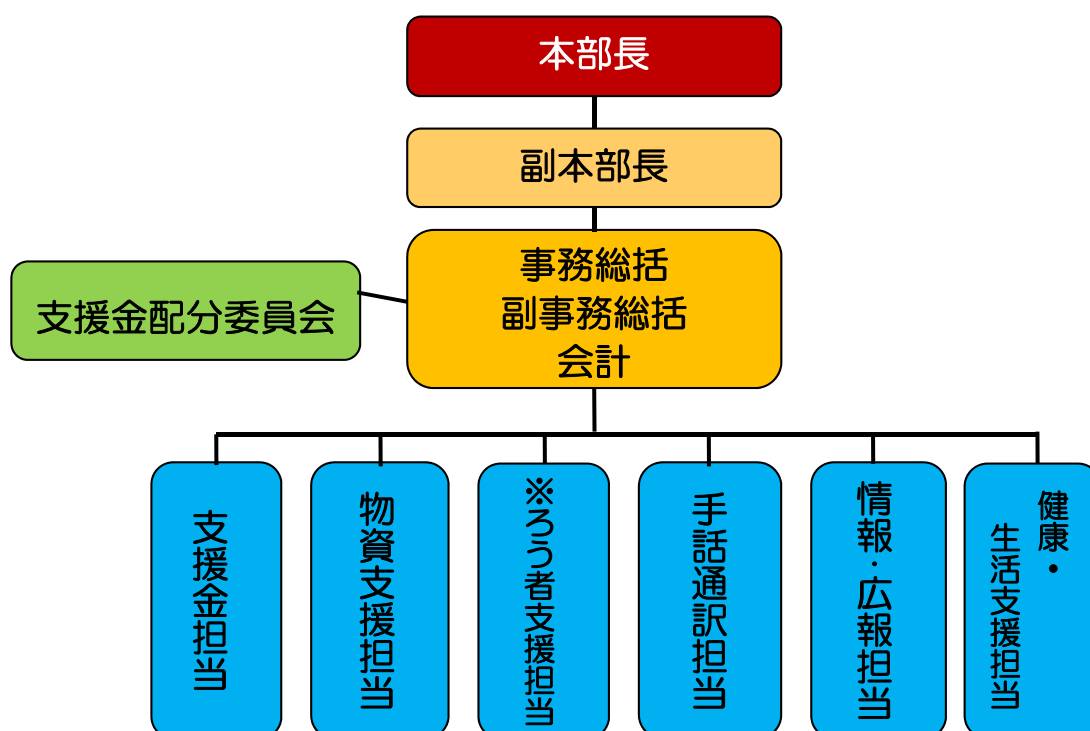 本部長
副本部長
事務総括
副事務総括
会計
支援金配分委員会
支援金担当
物資支援担当
※ろう者支援担当
手話通訳担当
情報・広報担当
健康・
生活支援担当